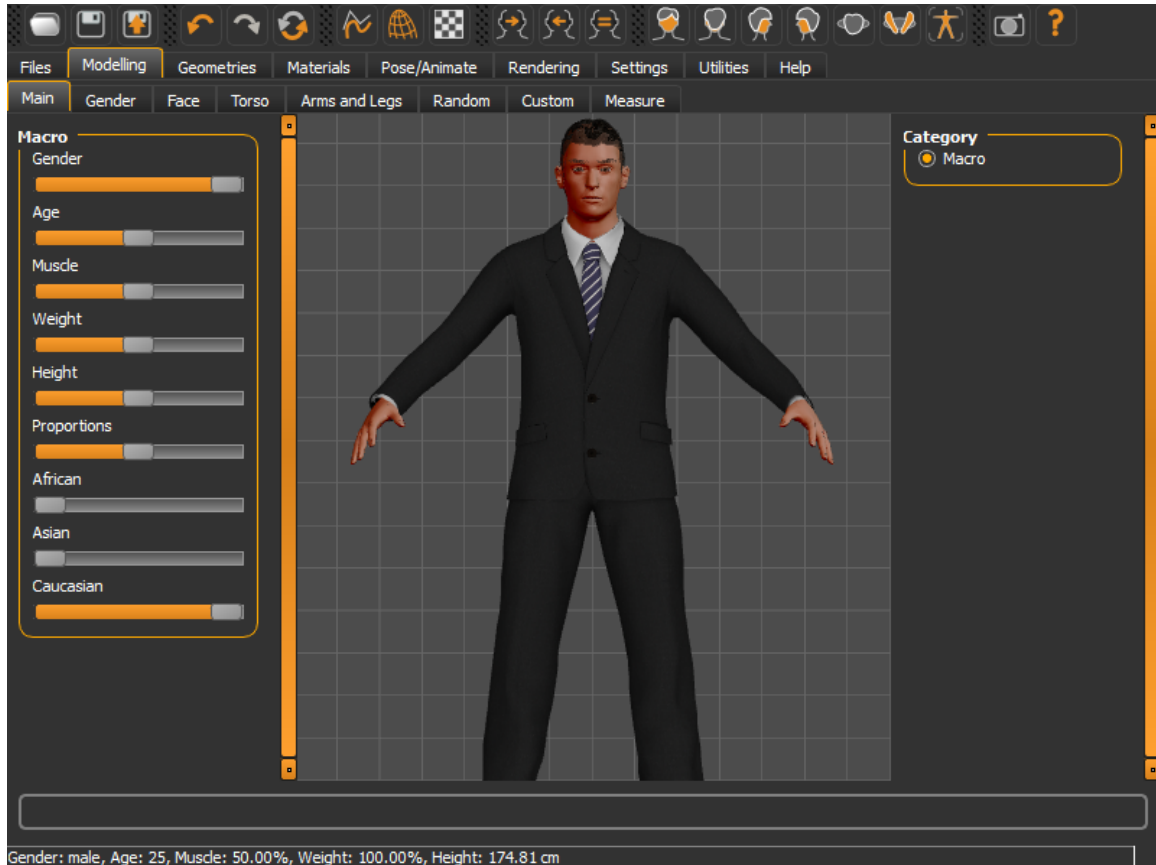 Files Modelling Geometries Materials Pose/Animate Rendering Settings Utilities Help
Main Gender Face Torso Arms and Legs Random Custom Measure
Macro
Gender
Age
Muscle
Weight
Height
Proportions
African
Asian
Caucasian
Category
Macro
Gender: male, Age: 25, Muscle: 50.00%, Weight: 100.00%, Height: 174.81 cm